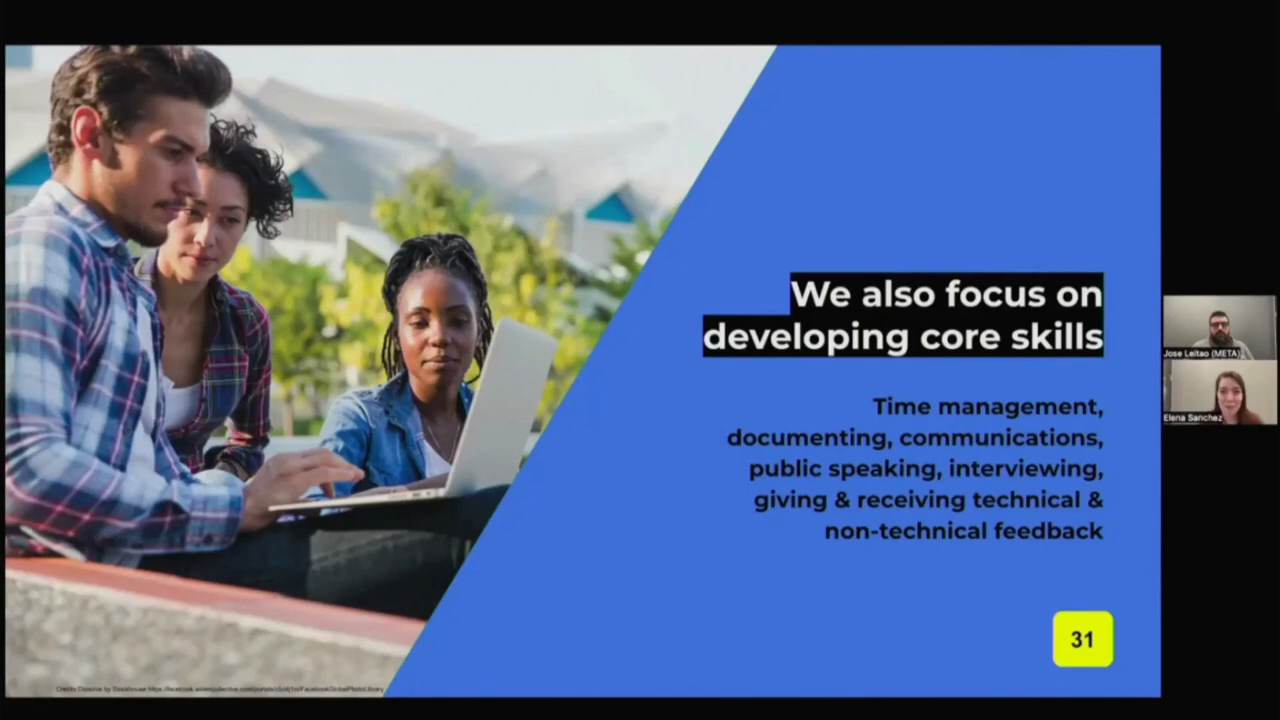 We also focus on
developing core skills
Time management,
documenting, communications,
public speaking, interviewing,
giving & receiving technical &
non-technical feedback
31
Jose Leitao (META)
Elena Sanchez